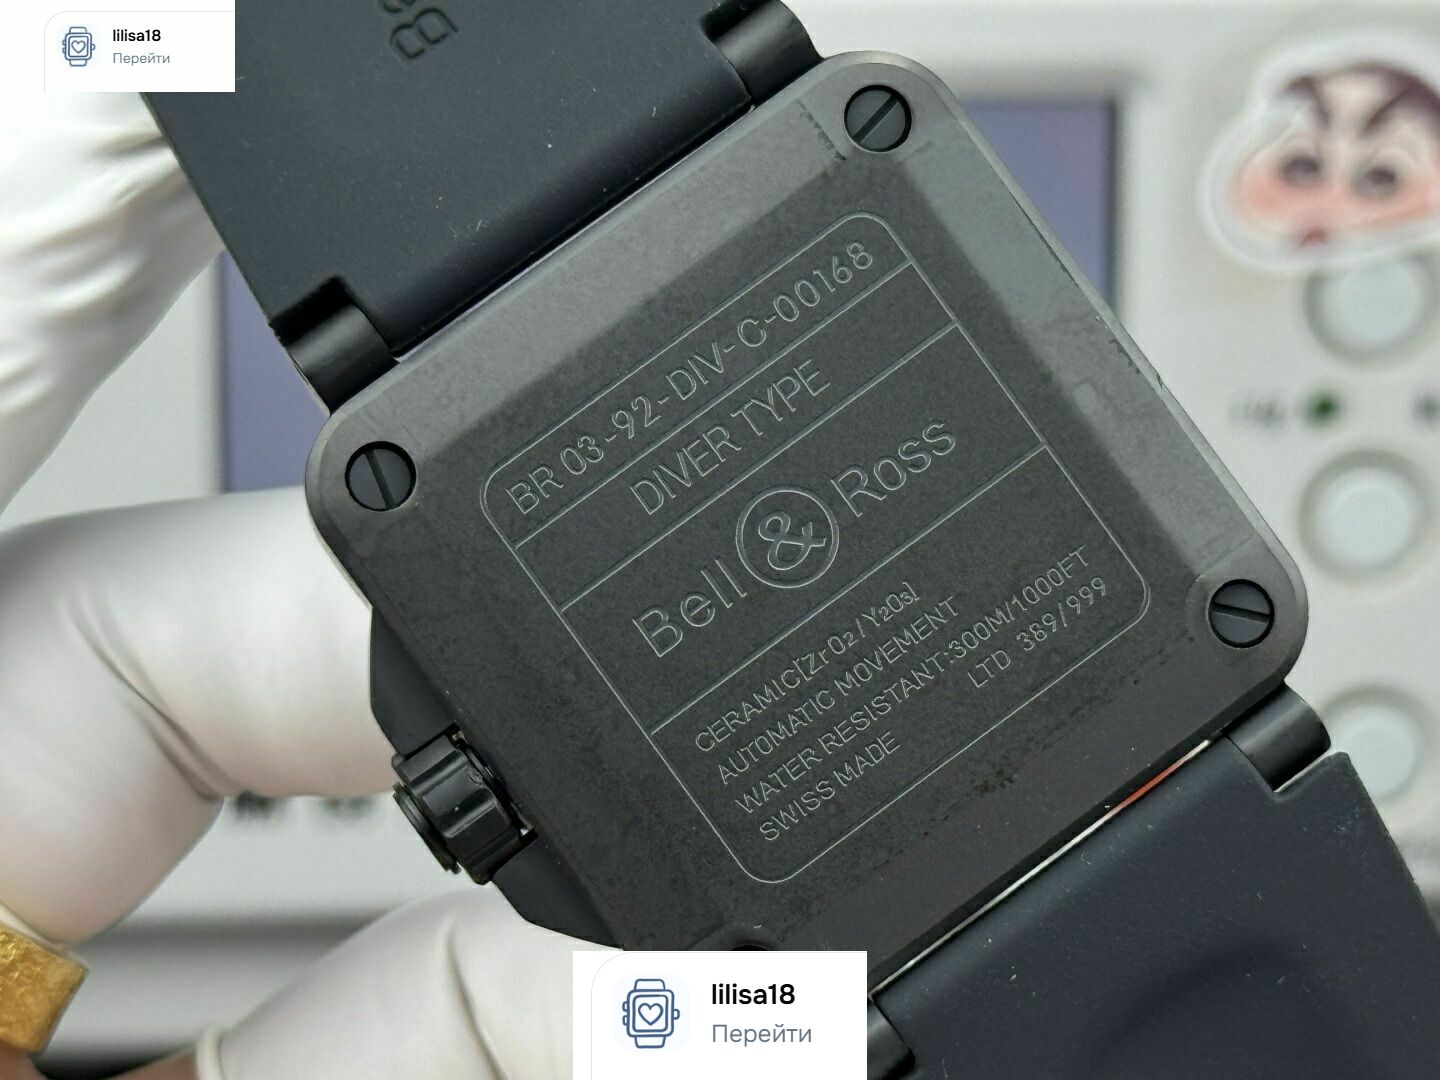 lilisa18
Перейти
BR 03-92-DIV-C-00168
DIVER TYPE
Bell & Ross
CERAMIC[ZrO₂/Y₂O₃]
AUTOMATIC MOVEMENT
WATER RESISTANT:300M/1000FT
SWISS MADE
LTD 389/999
lilisa18
Перейти